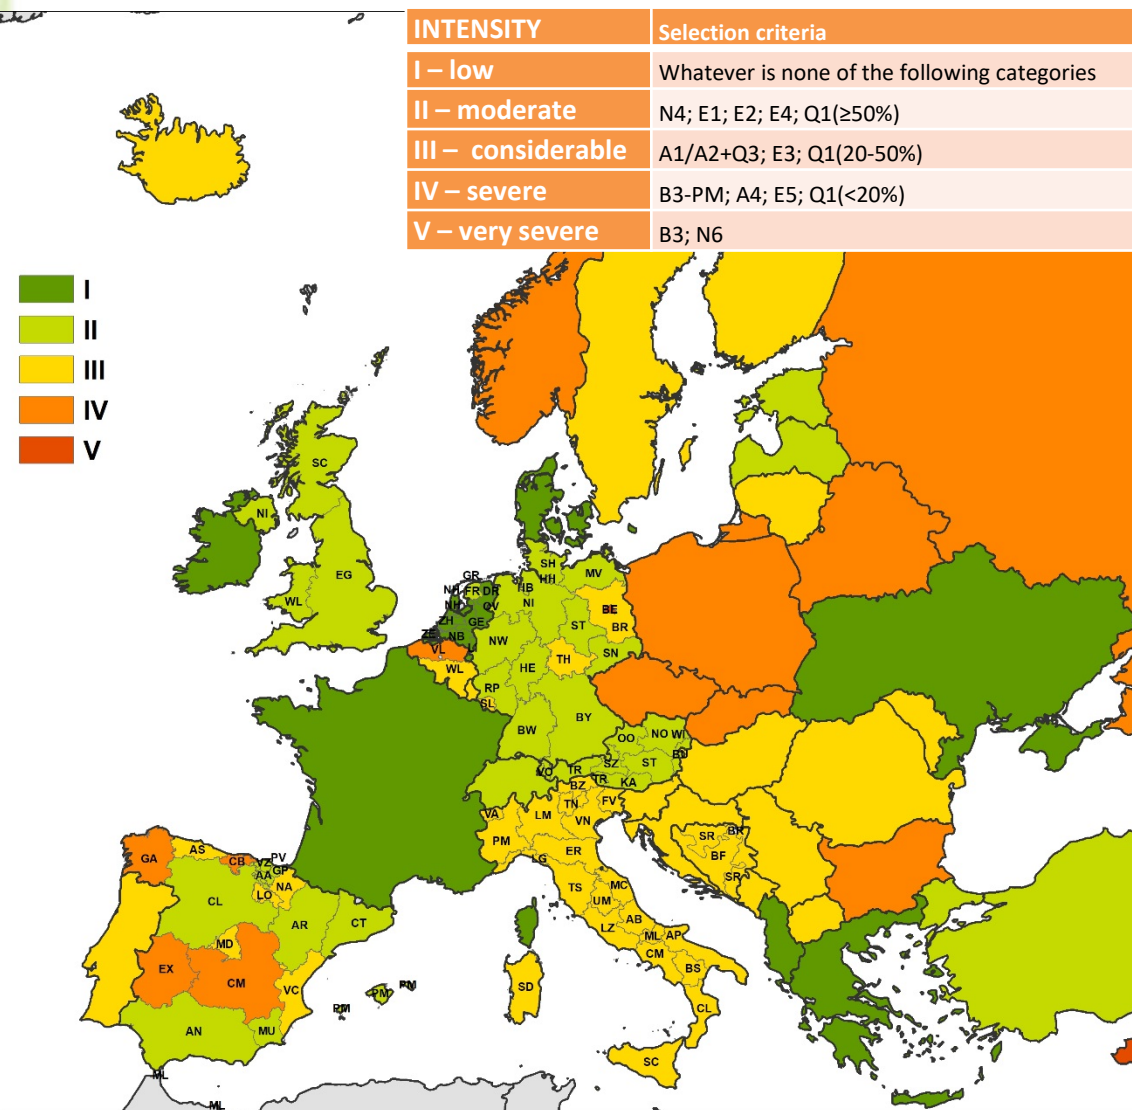 INTENSITY Selection criteria
I – low Whatever is none of the following categories
II – moderate N4; E1; E2; E4; Q1(≥50%)
III – considerable A1/A2+Q3; E3; Q1(20-50%)
IV – severe B3-PM; A4; E5; Q1(<20%)
V – very severe B3; N6
I
II
III
IV
V
SC
NI
EG
WL
GR
NH FR DR
NH OV
ZH GE
ZE NB LI
VL
WL
SH
HH
HB
NI
MV
BE
BR
ST
NW
SN
TH
HE
RP
SL
BY
BW
OO NO WI
BU
SZ ST
VO TR TR KA
BZ
VA LM TN FV
VN
PM
LG ER
SR BR
BF
SR
TS MC
UM
AB
LZ ML AP
CM
BS
SD
CL
SC
GA AS CB VZ PV
AA GP
LO NA
CL
AR CT
MD
EX CM
VC
PM PM PM
AN MU
ML
ML